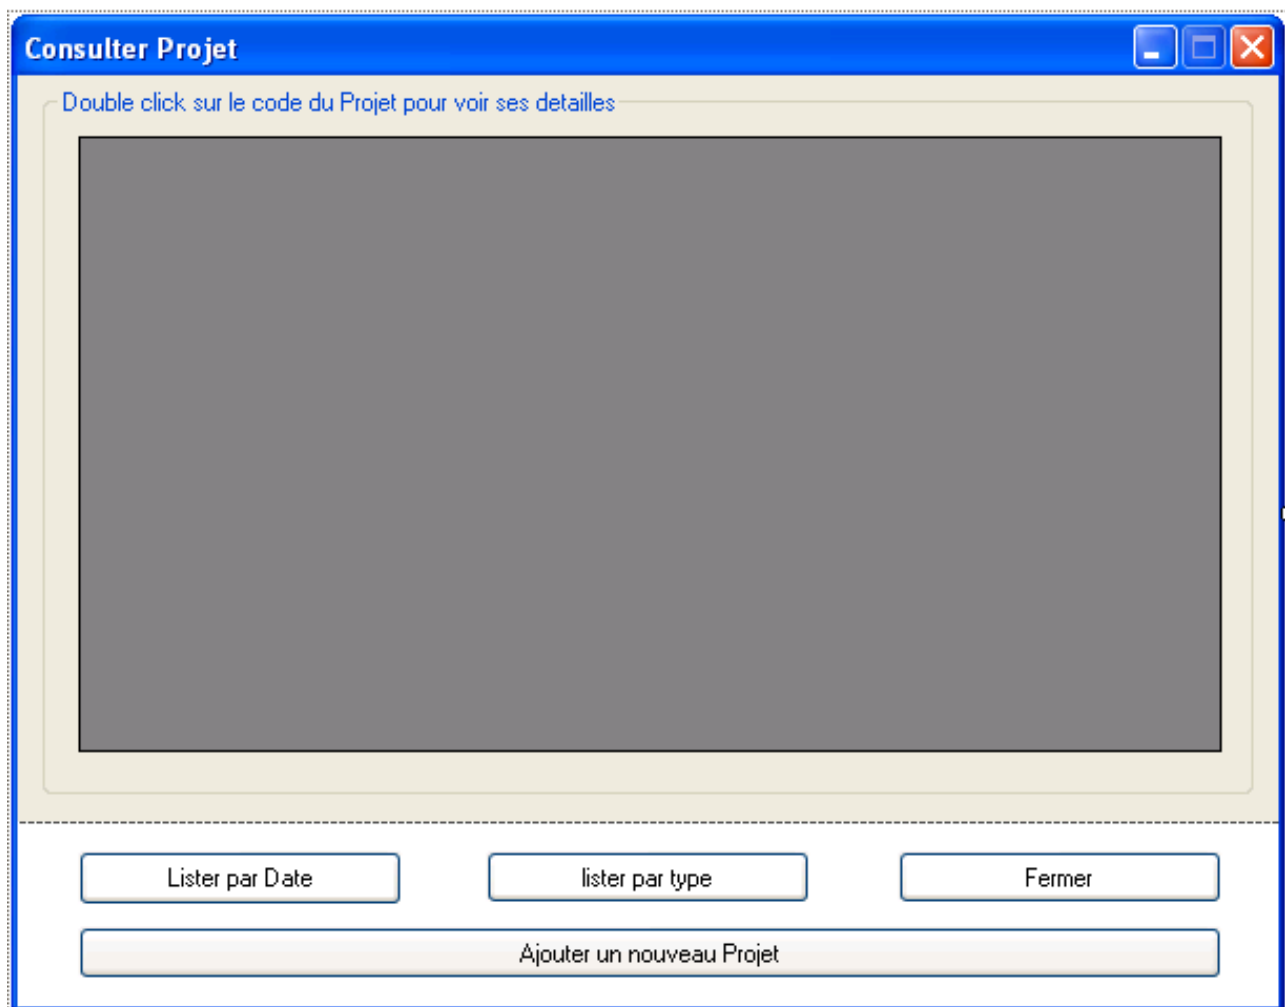 Consulter Projet
Double click sur le code du Projet pour voir ses detailles
Lister par Date
lister par type
Fermer
Ajouter un nouveau Projet